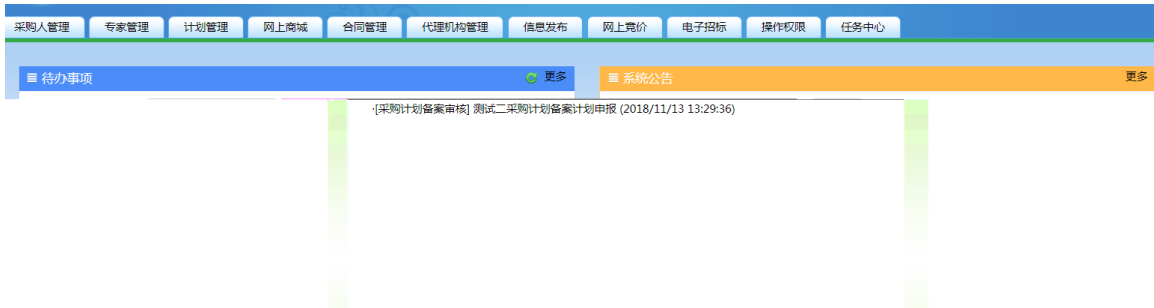 采购人管理 专家管理 计划管理 网上商城 合同管理 代理机构管理 信息发布 网上竞价 电子招标 操作权限 任务中心
待办事项 更多 系统公告 更多
·[采购计划备案审核] 测试二采购计划备案计划申报 (2018/11/13 13:29:36)